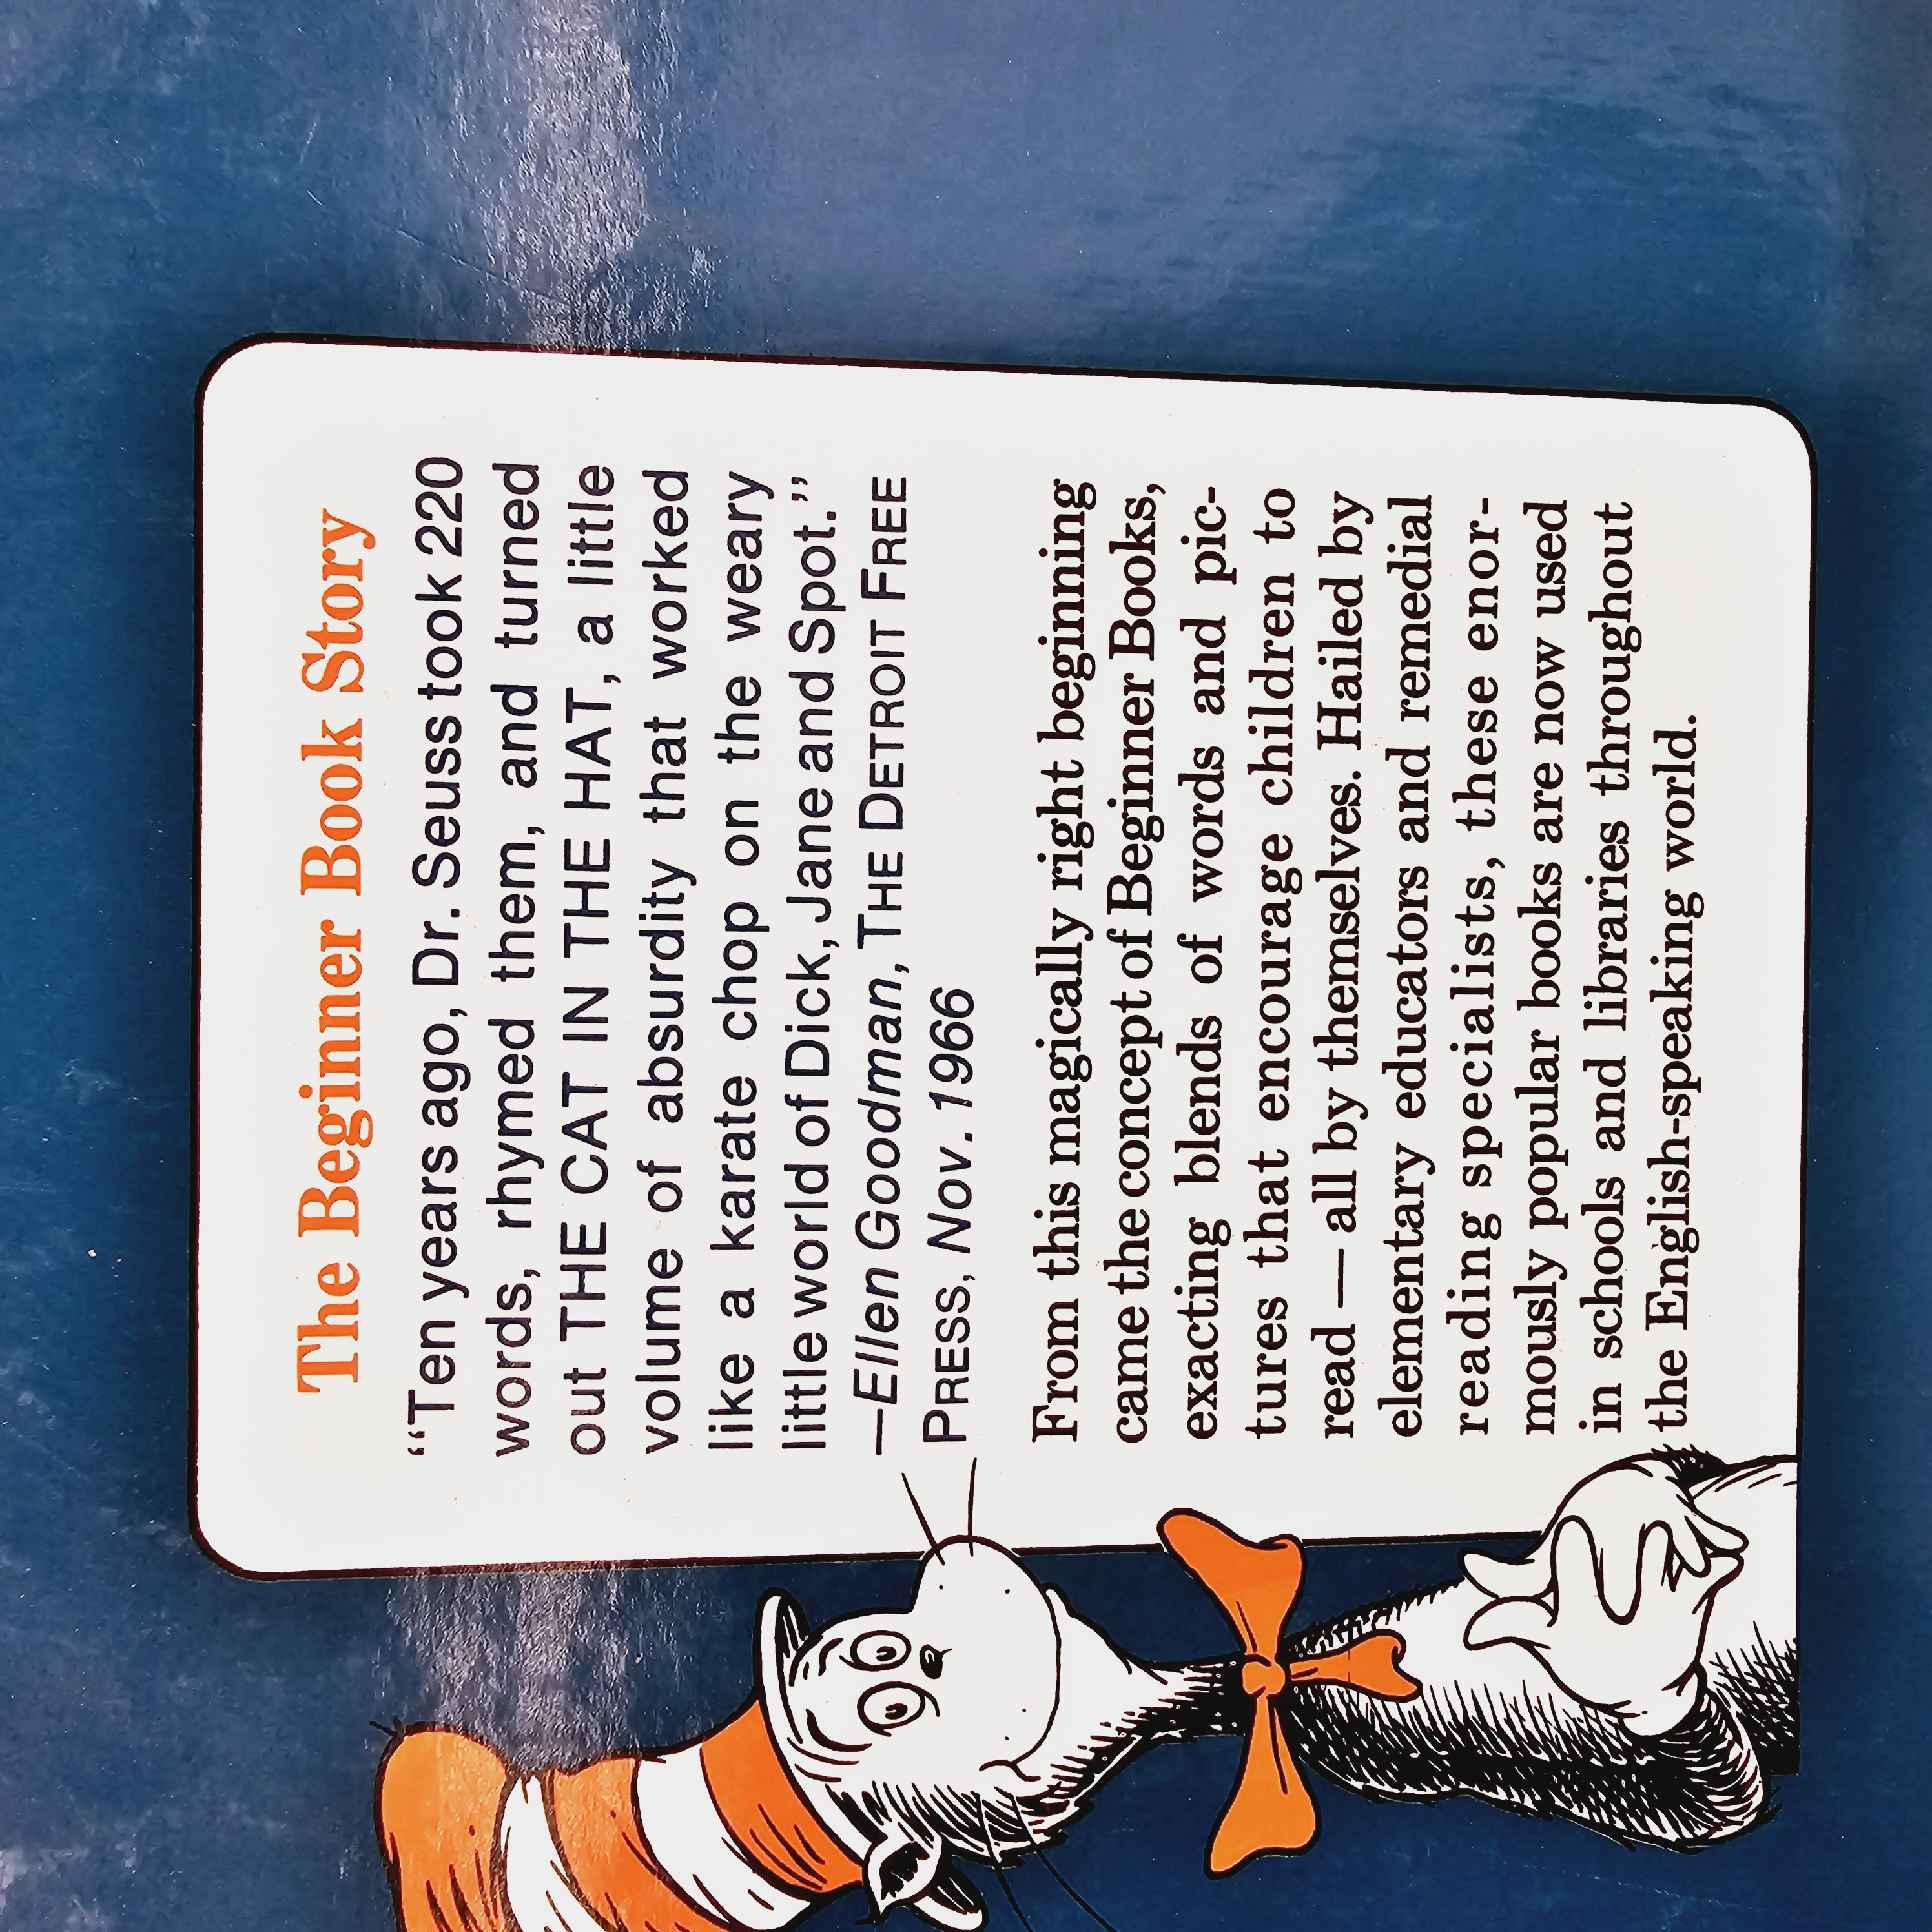 The Beginner Book Story
“Ten years ago, Dr. Seuss took 220
words, rhymed them, and turned
out THE CAT IN THE HAT, a little
volume of absurdity that worked
like a karate chop on the weary
little world of Dick, Jane and Spot.”
—Ellen Goodman, THE DETROIT FREE
PRESS, Nov. 1966
From this magically right beginning
came the concept of Beginner Books,
exacting blends of words and pic-
tures that encourage children to
read — all by themselves. Hailed by
elementary educators and remedial
reading specialists, these enor-
mously popular books are now used
in schools and libraries throughout
the English-speaking world.